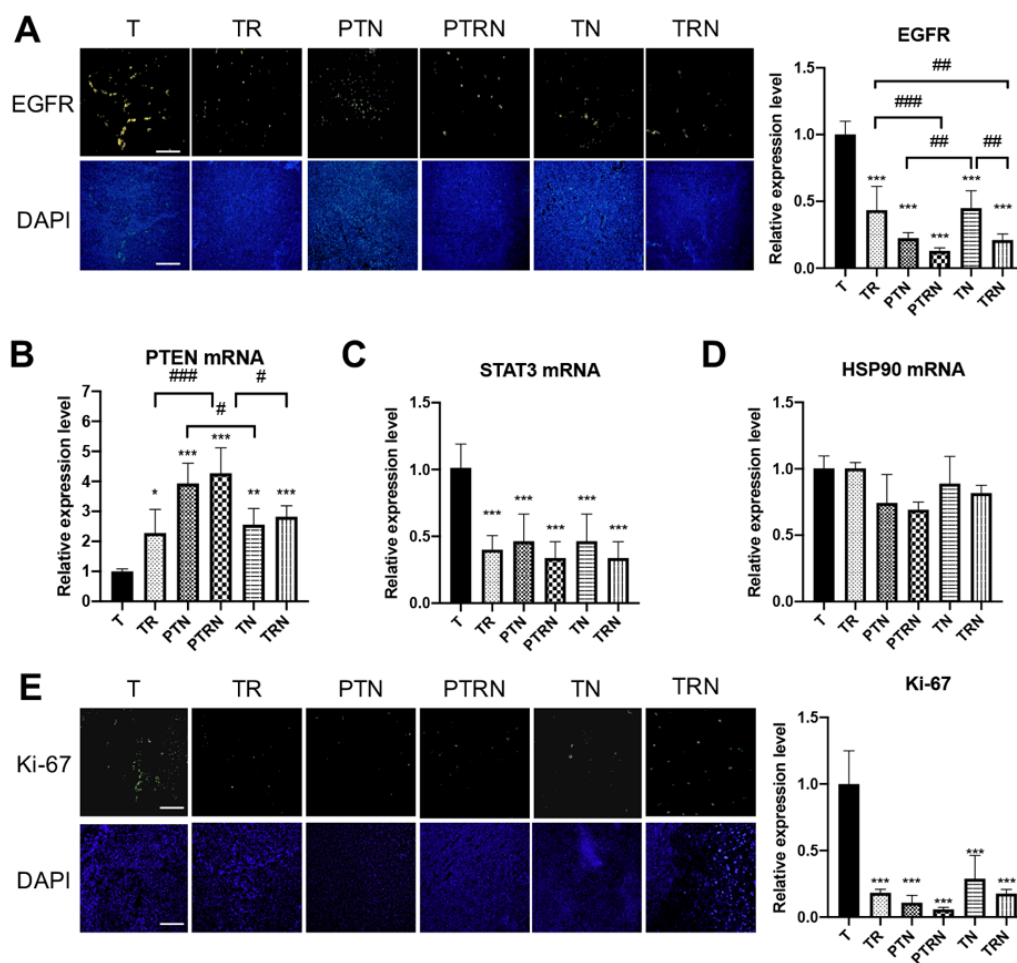 A
T TR PTN PTRN TN TRN
EGFR
DAPI
EGFR
Relative expression level
1.5
1.0
0.5
0.0
##
###
##
##
***
***
***
***
***
T TR PTN PTRN TN TRN
B
PTEN mRNA
Relative expression level
7
6
5
4
3
2
1
0
###
#
#
*
***
***
**
***
T TR PTN PTRN TN TRN
C
STAT3 mRNA
Relative expression level
1.5
1.0
0.5
0.0
***
***
***
***
***
T TR PTN PTRN TN TRN
D
HSP90 mRNA
Relative expression level
1.5
1.0
0.5
0.0
T TR PTN PTRN TN TRN
E
T TR PTN PTRN TN TRN
Ki-67
DAPI
Ki-67
Relative expression level
1.5
1.0
0.5
0.0
***
***
***
***
***
T TR PTN PTRN TN TRN